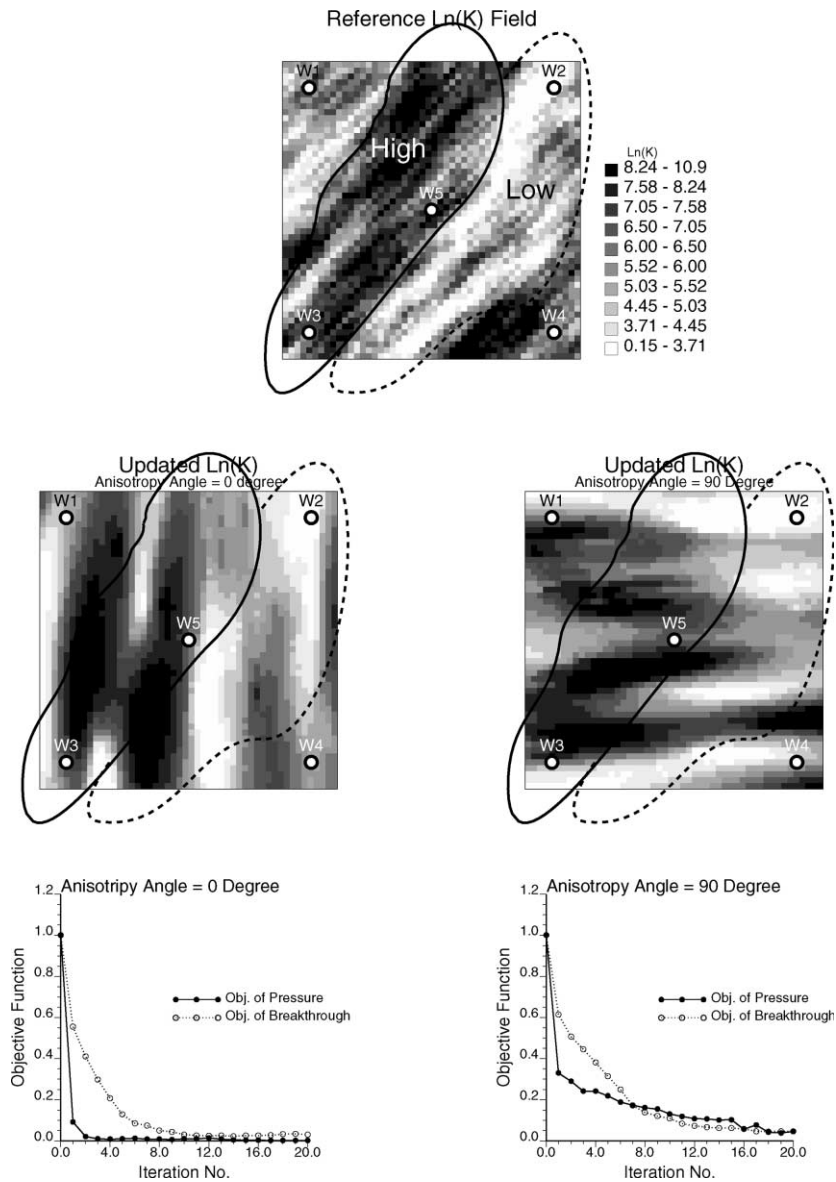 Reference Ln(K) Field
W1
W2
High
Low
W5
W3
W4
Ln(K)
8.24 - 10.9
7.58 - 8.24
7.05 - 7.58
6.50 - 7.05
6.00 - 6.50
5.52 - 6.00
5.03 - 5.52
4.45 - 5.03
3.71 - 4.45
0.15 - 3.71
Updated Ln(K)
Anisotropy Angle = 0 degree
W1
W2
W5
W3
W4
Updated Ln(K)
Anisotropy Angle = 90 Degree
W1
W2
W5
W3
W4
Anisotripy Angle = 0 Degree
Objective Function
1.2
1.0
0.8
0.6
0.4
0.2
0.0
Obj. of Pressure
Obj. of Breakthrough
0.0 4.0 8.0 12.0 16.0 20.0
Iteration No.
Anisotropy Angle = 90 Degree
Objective Function
1.2
1.0
0.8
0.6
0.4
0.2
0.0
Obj. of Pressure
Obj. of Breakthrough
0.0 4.0 8.0 12.0 16.0 20.0
Iteration No.